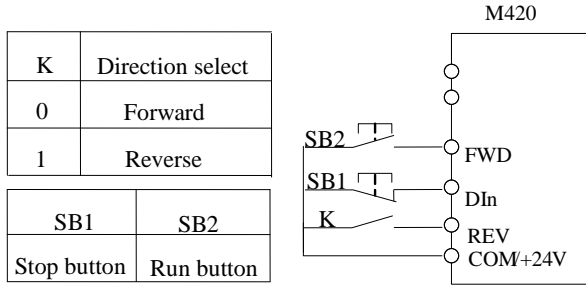 K Direction select
0 Forward
1 Reverse
SB1 SB2
Stop button Run button
M420
SB2
FWD
SB1
DIn
K
REV
COM/+24V